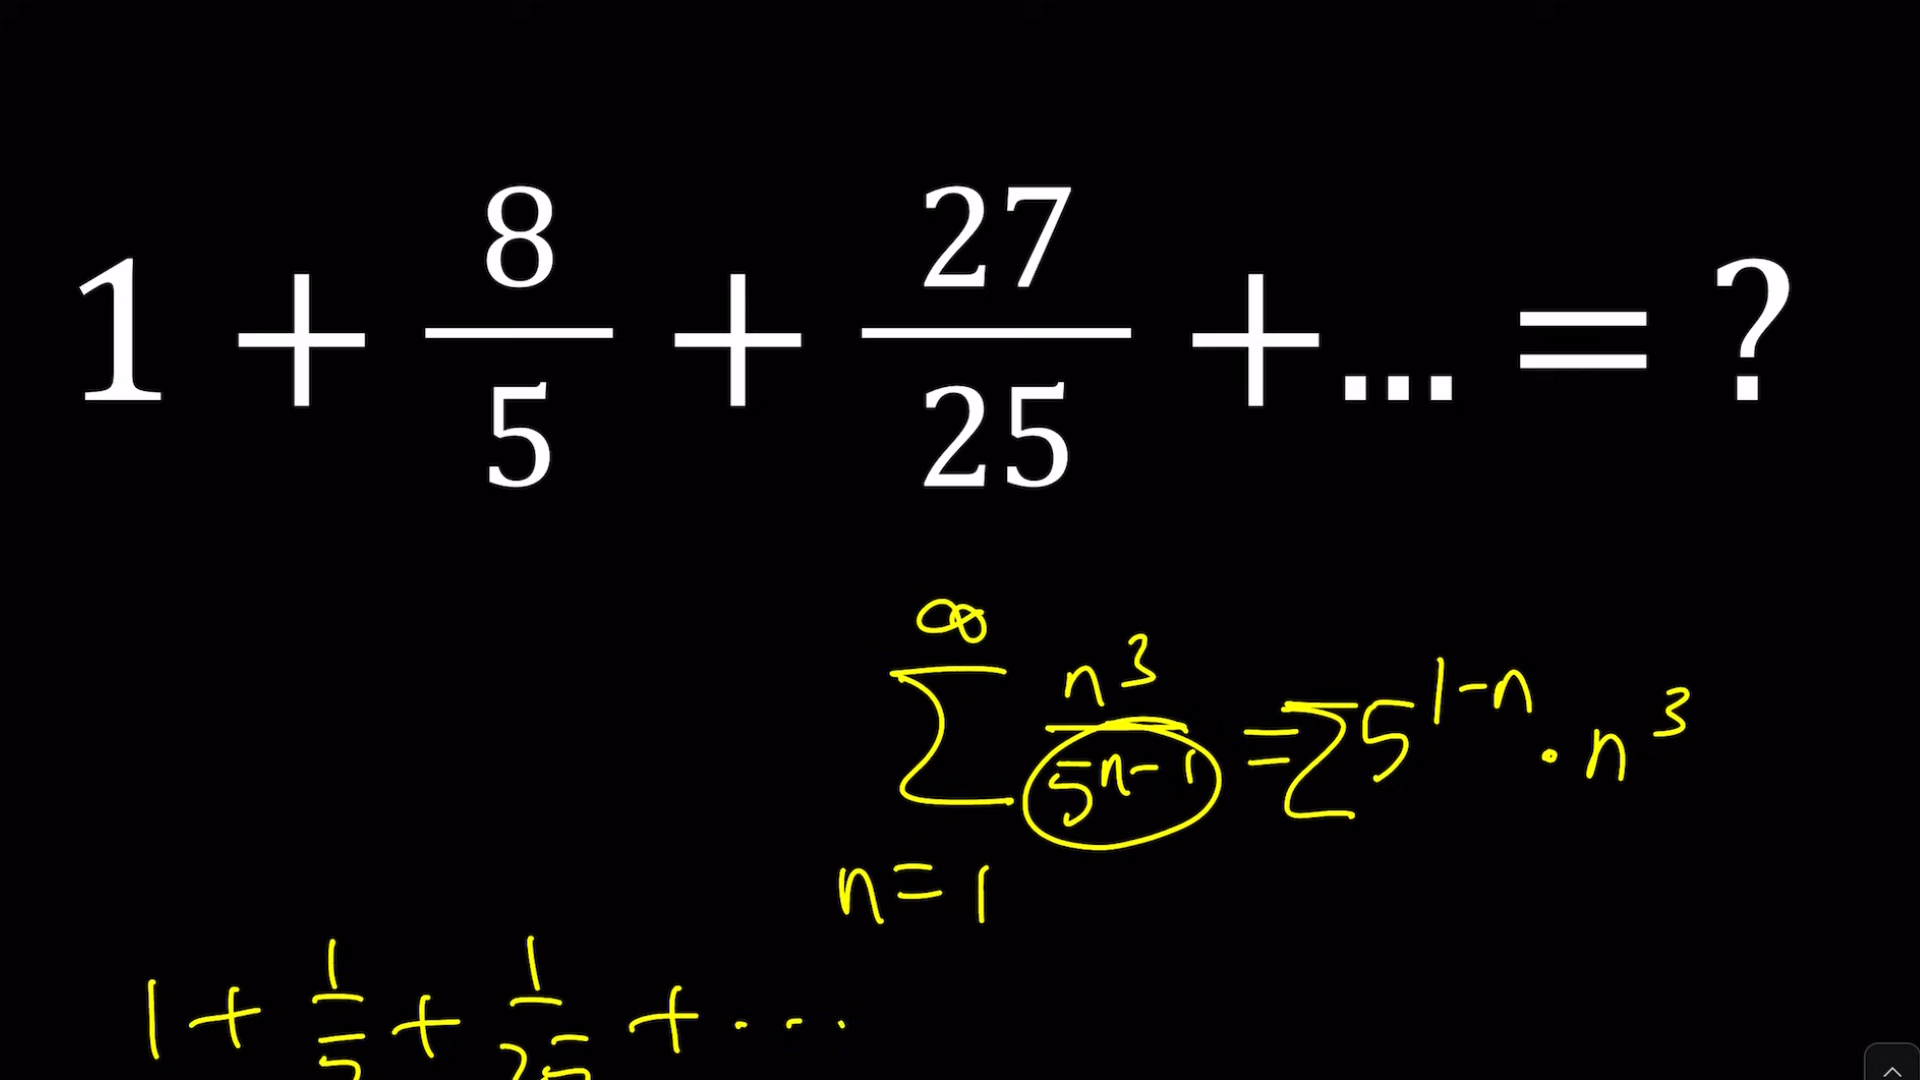 1 + 8/5 + 27/25 + ... = ?
∞
∑ n³/5ⁿ⁻¹ = ∑ 5¹⁻ⁿ · n³
n = 1
1 + 1/5 + 1/25 + ...